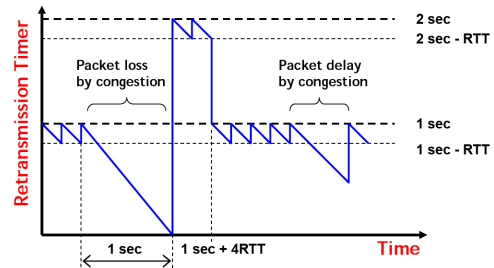 2 sec
2 sec - RTT
Packet loss
by congestion
Packet delay
by congestion
1 sec
1 sec - RTT
Retransmission Timer
1 sec
1 sec + 4RTT
Time